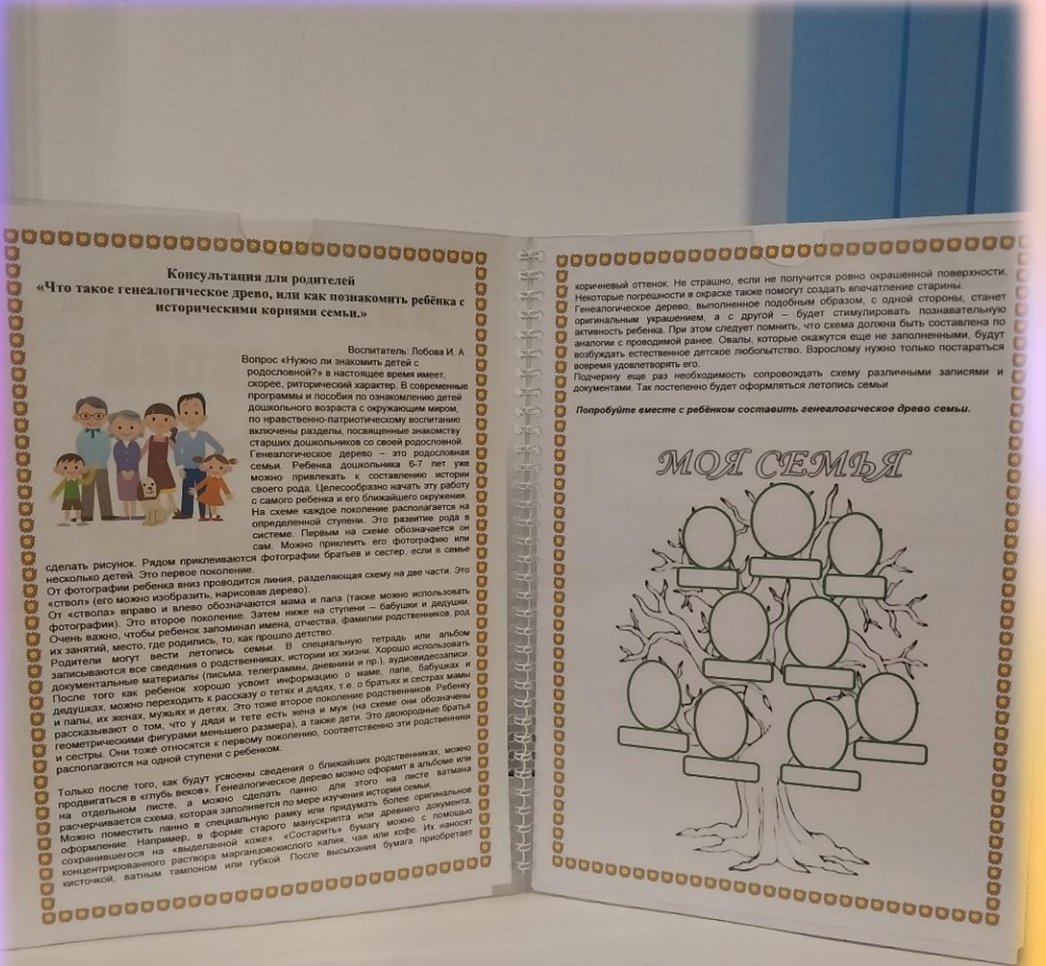 Консультация для родителей
«Что такое генеалогическое древо, или как познакомить ребёнка с
историческими корнями семьи.»
Воспитатель: Лобова И. А.
Вопрос «Нужно ли знакомить детей с
родословной?» в настоящее время имеет,
скорее, риторический характер. В современные
программы и пособия по ознакомлению детей
дошкольного возраста с окружающим миром,
по нравственно-патриотическому воспитанию
включены разделы, посвященные знакомству
старших дошкольников со своей родословной.
Генеалогическое дерево – это родословная
семьи. Ребенка дошкольника 6-7 лет уже
можно привлекать к составлению истории
своего рода. Целесообразно начать эту работу
с самого ребенка и его ближайшего окружения.
На схеме каждое поколение располагается на
определенной ступени. Это развитие рода в
системе. Первым на схеме обозначается он
сам. Можно приклеить его фотографию или
сделать рисунок. Рядом приклеиваются фотографии братьев и сестер, если в семье
несколько детей. Это первое поколение.
От фотографии ребенка вниз проводится линия, разделяющая схему на две части. Это
«ствол» (его можно изобразить, нарисовав дерево).
От «ствола» вправо и влево обозначаются мама и папа (также можно использовать
фотографии). Это второе поколение. Затем ниже на ступени – бабушки и дедушки.
Очень важно, чтобы ребенок запоминал имена, отчества, фамилии родственников, род
их занятий, место, где родились, то, как прошло детство.
Родители могут вести летопись семьи. В специальную тетрадь или альбом
записываются все сведения о родственниках, истории их жизни. Хорошо использовать
документальные материалы (письма, телеграммы, дневники и пр.), аудиовидеозаписи.
После того как ребенок хорошо усвоит информацию о маме, папе, бабушках и
дедушках, можно переходить к рассказу о тетях и дядях, т.е. о братьях и сестрах мамы
и папы, их женах, мужьях и детях. Это тоже второе поколение родственников. Ребенку
рассказывают о том, что у дяди и тете есть жена и муж (на схеме они обозначены
геометрическими фигурами меньшего размера), а также дети. Это двоюродные братья
и сестры. Они тоже относятся к первому поколению, соответственно эти родственники
располагаются на одной ступени с ребенком.
Только после того, как будут усвоены сведения о ближайших родственниках, можно
продвигаться в «глубь веков». Генеалогическое дерево можно оформит в альбоме или
на отдельном листе, а можно сделать панно: для этого на листе ватмана
расчерчивается схема, которая заполняется по мере изучения истории семьи.
Можно поместить панно в специальную рамку или придумать более оригинальное
оформление. Например, в форме старого манускрипта или древнего документа,
сохранившегося на «выделанной коже». «Состарить» бумагу можно с помощью
концентрированного раствора марганцовокислого калия, чая или кофе. Их наносят
кисточкой, ватным тампоном или губкой. После высыхания бумага приобретает
коричневый оттенок. Не страшно, если не получится ровно окрашенной поверхности.
Некоторые погрешности в окраске также помогут создать впечатление старины.
Генеалогическое дерево, выполненное подобным образом, с одной стороны, станет
оригинальным украшением, а с другой – будет стимулировать познавательную
активность ребенка. При этом следует помнить, что схема должна быть составлена по
аналогии с проводимой ранее. Овалы, которые окажутся еще не заполненными, будут
возбуждать естественное детское любопытство. Взрослому нужно только постараться
вовремя удовлетворять его.
Подчеркну еще раз необходимость сопровождать схему различными записями и
документами. Так постепенно будет оформляться летопись семьи
Попробуйте вместе с ребёнком составить генеалогическое древо семьи.
МОЯ СЕМЬЯ